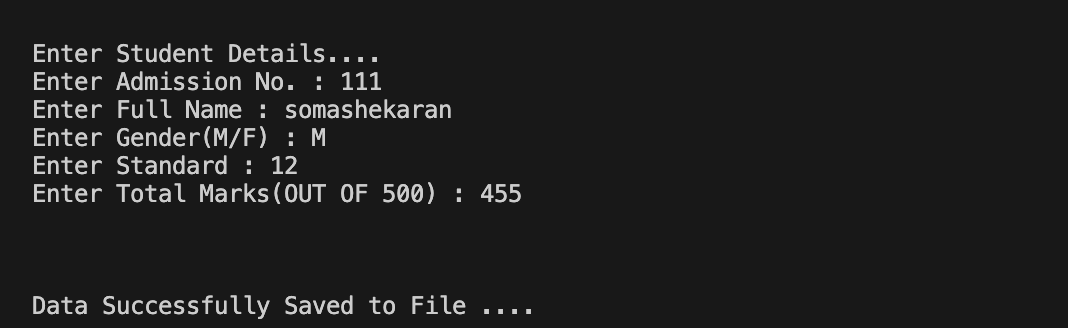 Enter Student Details....
Enter Admission No. : 111
Enter Full Name : somashekaran
Enter Gender(M/F) : M
Enter Standard : 12
Enter Total Marks(OUT OF 500) : 455
Data Successfully Saved to File ....